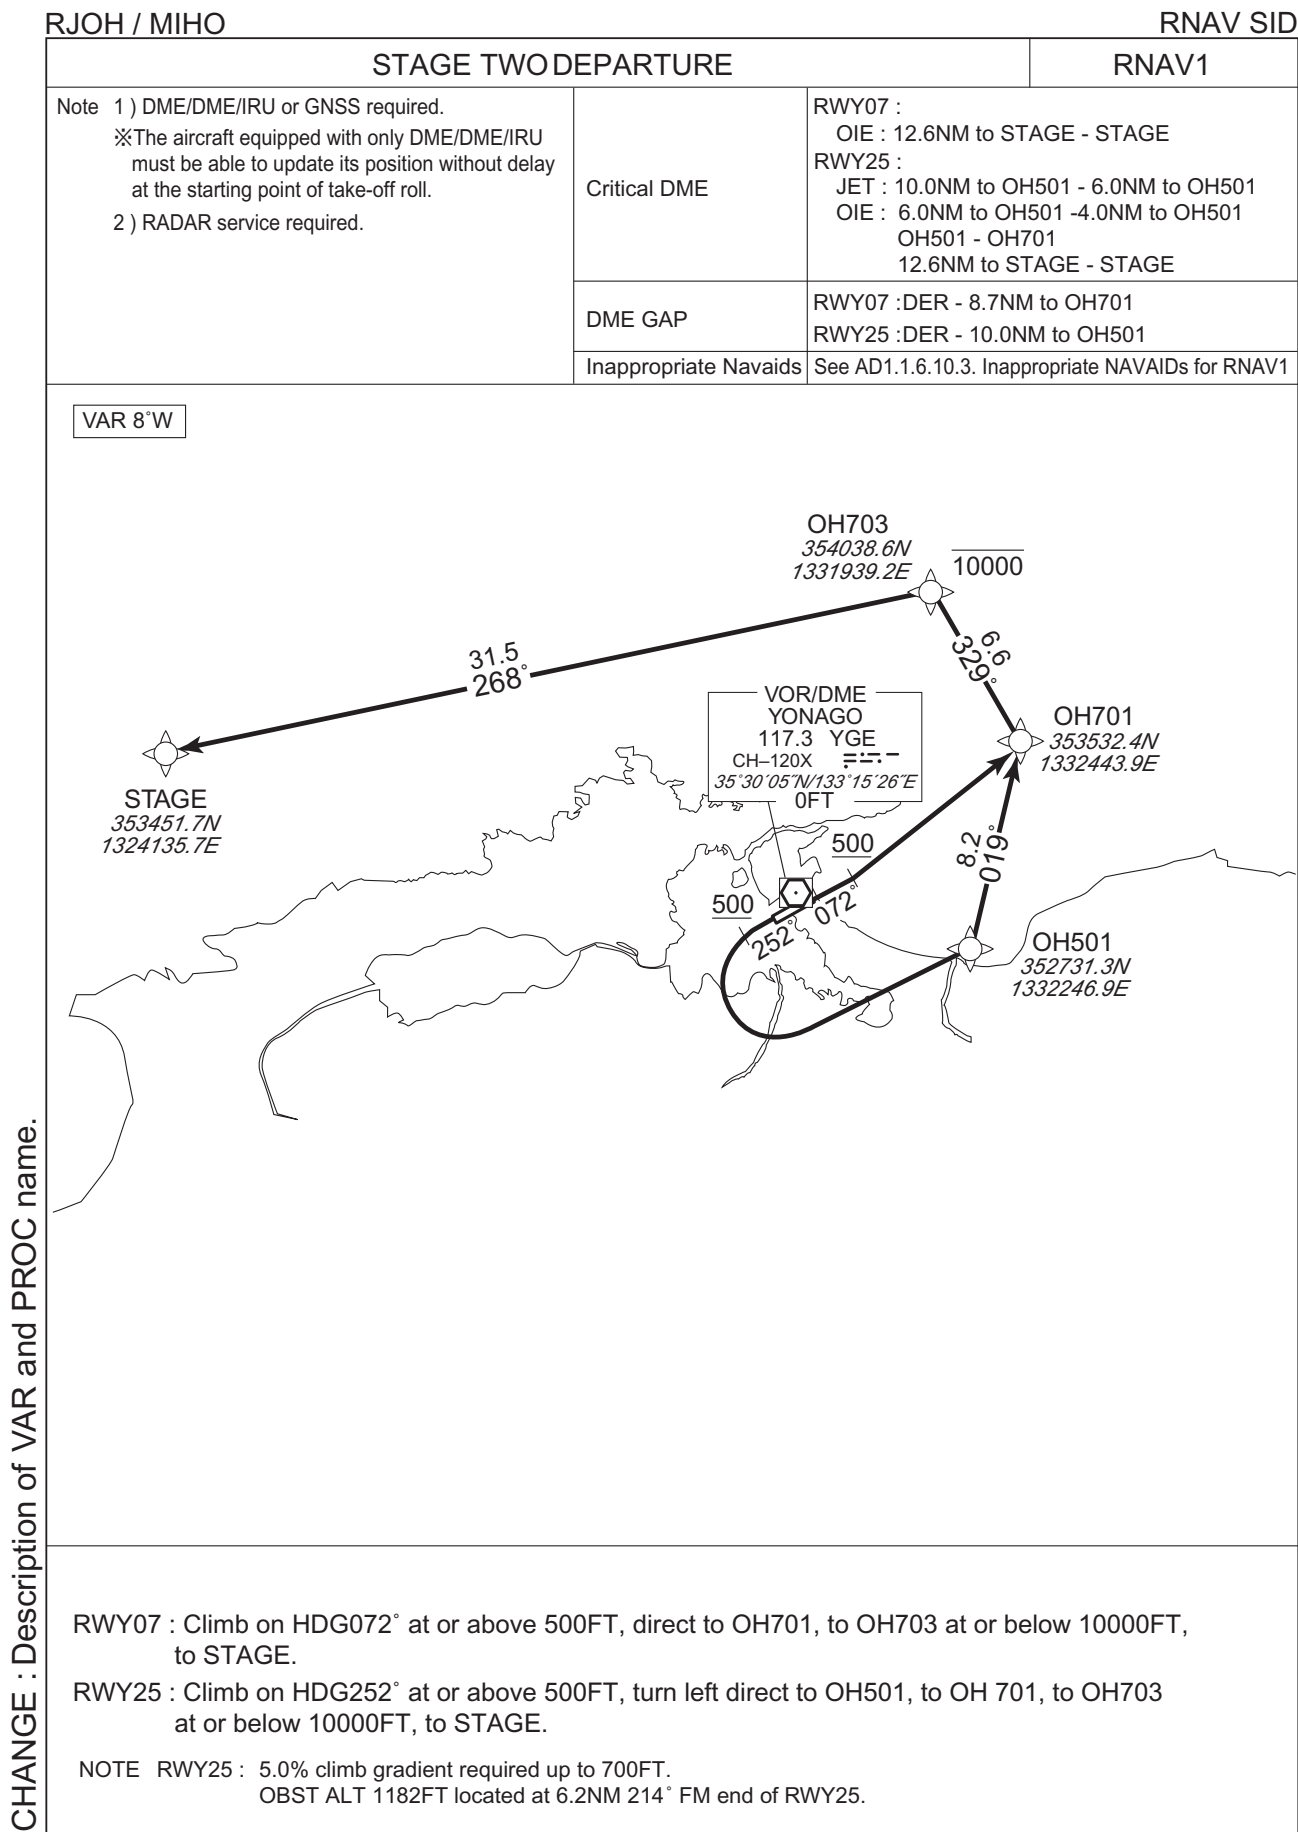 RJOH / MIHO
RNAV SID
STAGE TWO DEPARTURE
RNAV1
Note 1 ) DME/DME/IRU or GNSS required.
※The aircraft equipped with only DME/DME/IRU
must be able to update its position without delay
at the starting point of take-off roll.
2 ) RADAR service required.
Critical DME
RWY07 :
OIE : 12.6NM to STAGE - STAGE
RWY25 :
JET : 10.0NM to OH501 - 6.0NM to OH501
OIE : 6.0NM to OH501 -4.0NM to OH501
OH501 - OH701
12.6NM to STAGE - STAGE
DME GAP
RWY07 :DER - 8.7NM to OH701
RWY25 :DER - 10.0NM to OH501
Inappropriate Navaids
See AD1.1.6.10.3. Inappropriate NAVAIDs for RNAV1
VAR 8˚W
OH703
354038.6N
1331939.2E
10000
31.5
268˚
6.6
329˚
VOR/DME
YONAGO
117.3 YGE
CH–120X
35˚30´05˝N/133˚15´26˝E
0FT
OH701
353532.4N
1332443.9E
STAGE
353451.7N
1324135.7E
500
072˚
8.2
019˚
500
252˚
OH501
352731.3N
1332246.9E
RWY07 : Climb on HDG072˚ at or above 500FT, direct to OH701, to OH703 at or below 10000FT,
to STAGE.
RWY25 : Climb on HDG252˚ at or above 500FT, turn left direct to OH501, to OH 701, to OH703
at or below 10000FT, to STAGE.
NOTE RWY25 : 5.0% climb gradient required up to 700FT.
OBST ALT 1182FT located at 6.2NM 214˚ FM end of RWY25.
CHANGE : Description of VAR and PROC name.